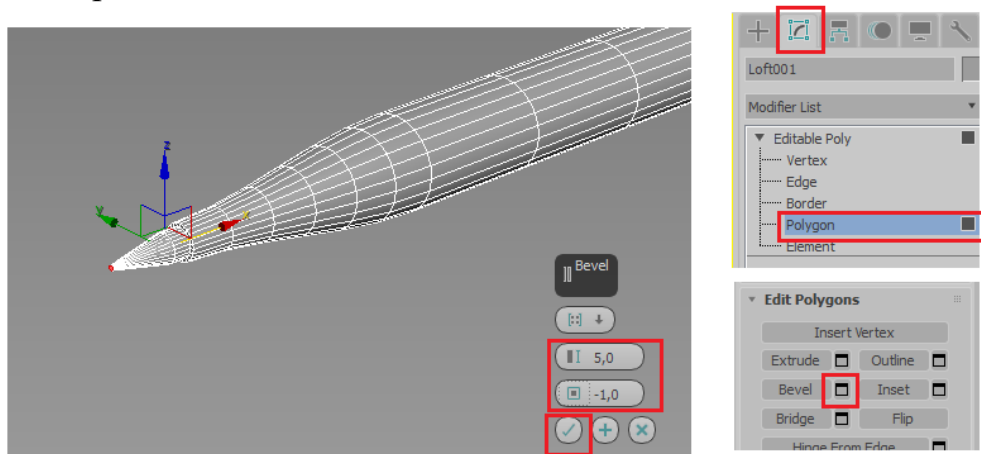 z
y
x
Bevel
5,0
-1,0
Loft001
Modifier List
Editable Poly
Vertex
Edge
Border
Polygon
Element
Edit Polygons
Insert Vertex
Extrude Outline
Bevel Inset
Bridge Flip
Hinge From Edge